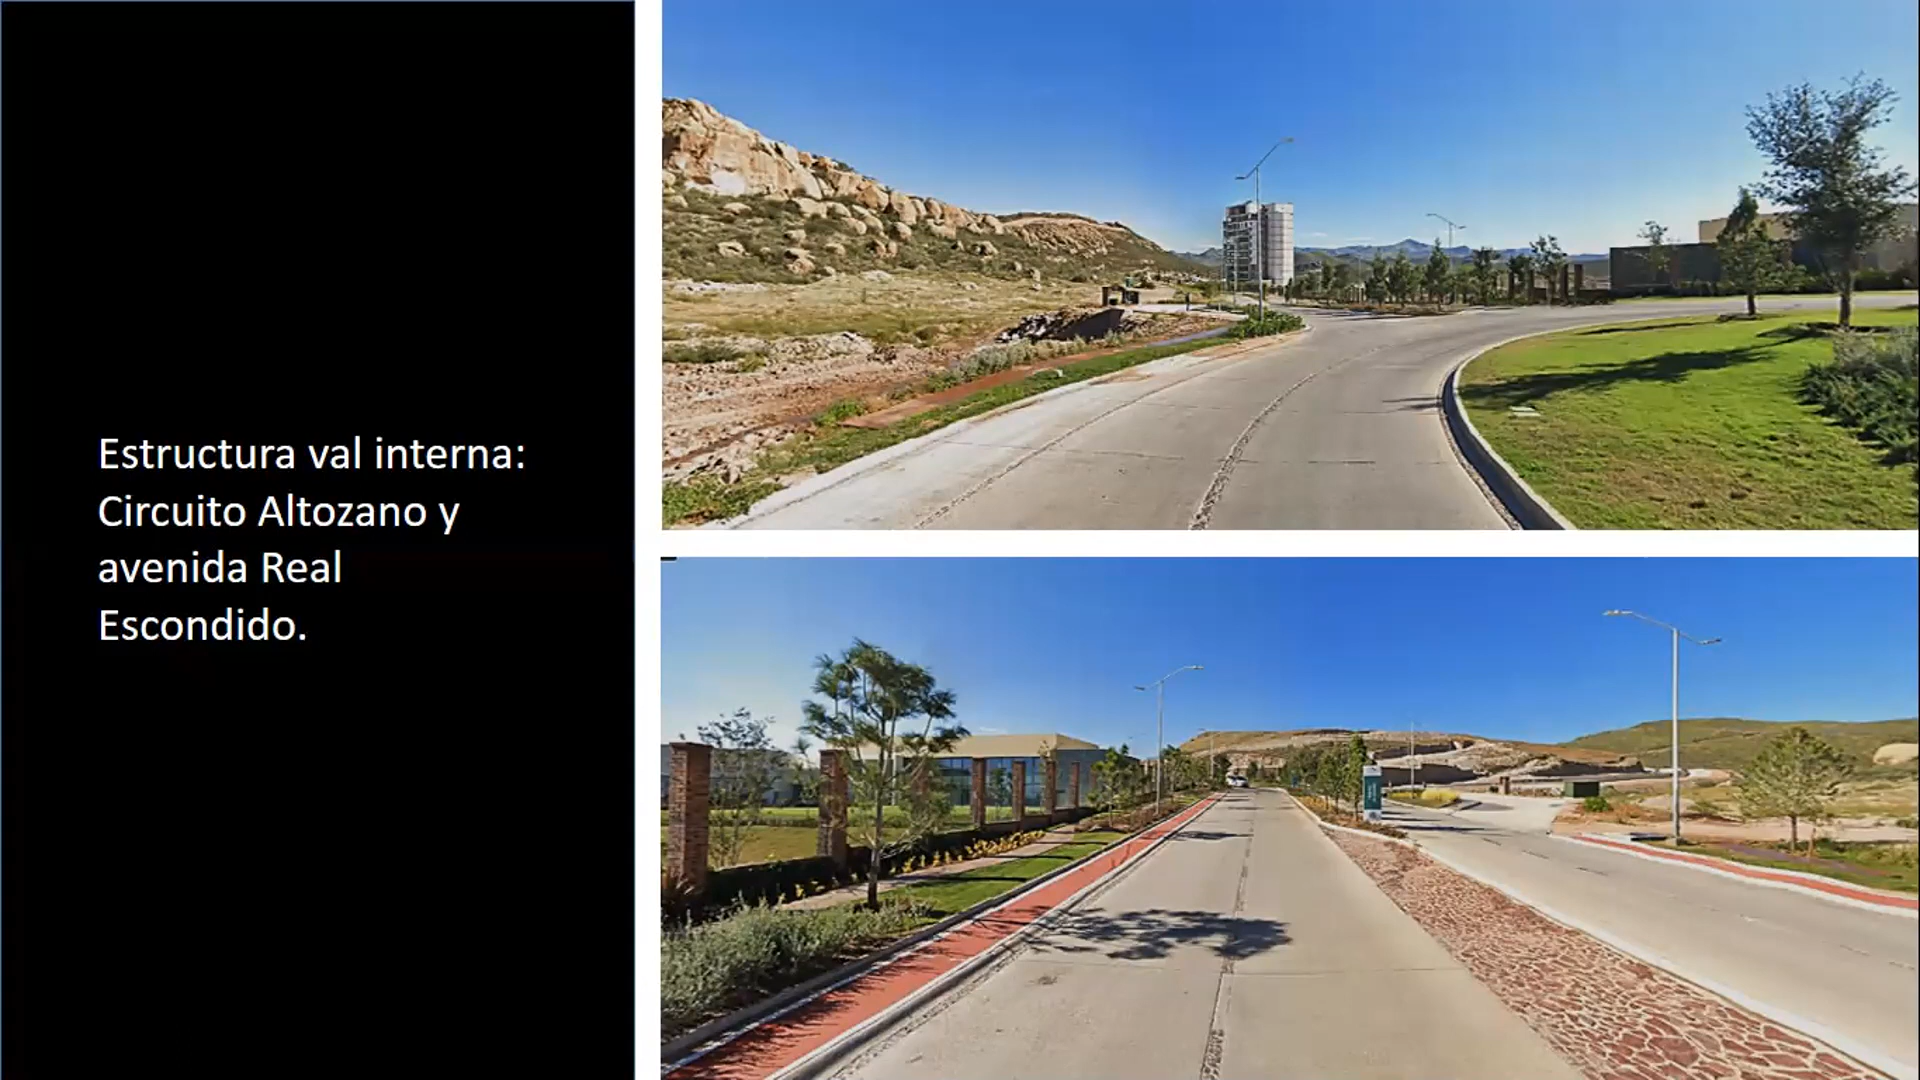 Estructura val interna:
Circuito Altozano y
avenida Real
Escondido.